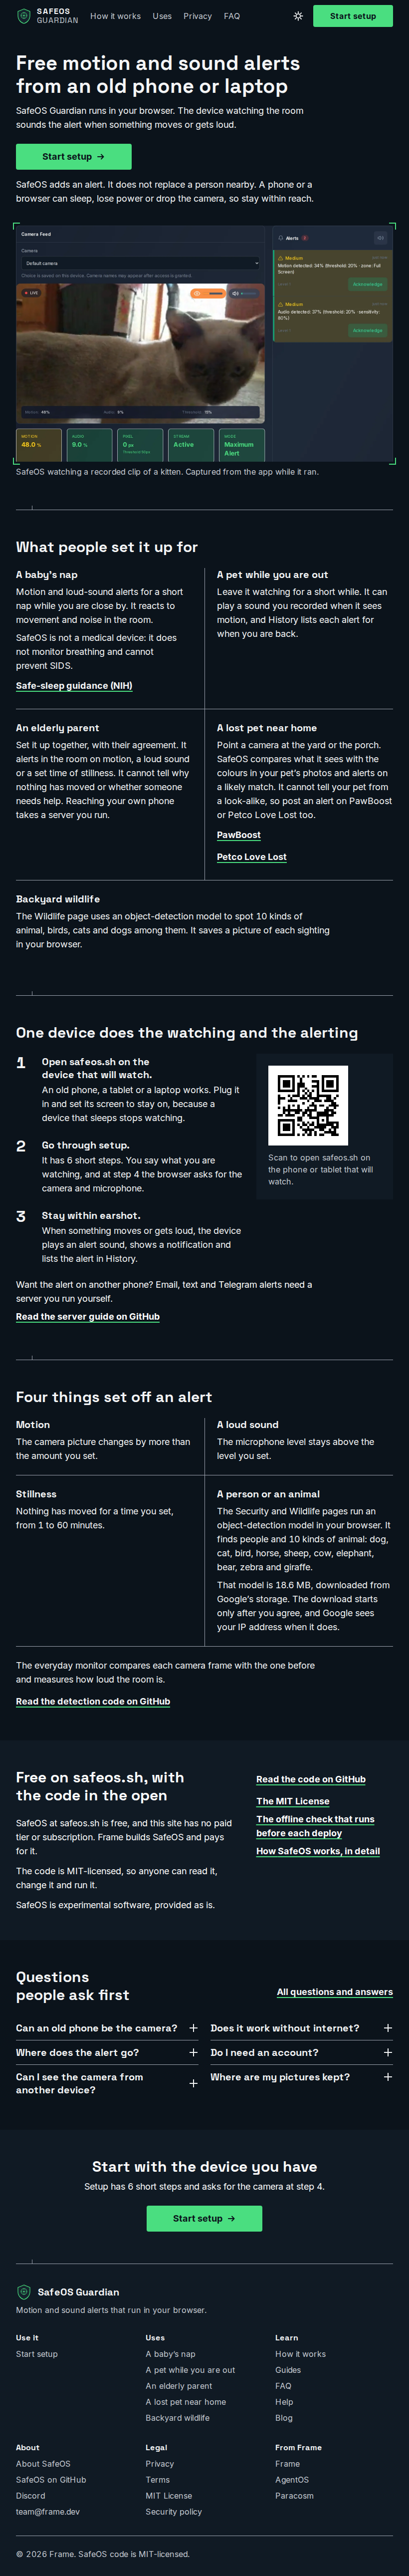 SAFEOS
GUARDIAN
How it works
Uses
Privacy
FAQ
Start setup
Free motion and sound alerts
from an old phone or laptop
SafeOS Guardian runs in your browser. The device watching the room
sounds the alert when something moves or gets loud.
Start setup →
SafeOS adds an alert. It does not replace a person nearby. A phone or a
browser can sleep, lose power or drop the camera, so stay within reach.
Camera Feed
Camera
Default camera
Choice is saved on this device. Camera names may appear after access is granted.
LIVE
MOTION
48.0 %
AUDIO
9.0 %
PIXEL
0 px
STREAM
Active
MODE
Maximum
Alert
Alerts
Medium
Motion detected: 34% (threshold: 20% · zone: Full
Screen)
Acknowledge
Medium
Audio detected: 37% (threshold: 20% · sensitivity:
80%)
Acknowledge
SafeOS watching a recorded clip of a kitten. Captured from the app while it ran.
What people set it up for
A baby's nap
Motion and loud-sound alerts for a short
nap while you are close by. It reacts to
movement and noise in the room.
SafeOS is not a medical device: it does
not monitor breathing and cannot
prevent SIDS.
Safe-sleep guidance (NIH)
A pet while you are out
Leave it watching for a short while. It can
play a sound you recorded when it sees
motion, and History lists each alert for
when you are back.
An elderly parent
Set it up together, with their agreement. It
alerts in the room on motion, a loud sound
or a set time of stillness. It cannot tell why
nothing has moved or whether someone
needs help. Reaching your own phone
takes a server you run.
A lost pet near home
Point a camera at the yard or the porch.
SafeOS compares what it sees with the
colours in your pet's photos and alerts on
a likely match. It cannot tell your pet from
a look-alike, so post an alert on PawBoost
or Petco Love Lost too.
PawBoost
Petco Love Lost
Backyard wildlife
The Wildlife page uses an object-detection model to spot 10 kinds of
animal, birds, cats and dogs among them. It saves a picture of each sighting
in your browser.
One device does the watching and the alerting
1
Open safeos.sh on the
device that will watch.
An old phone, a tablet or a laptop works. Plug it
in and set its screen to stay on, because a
device that sleeps stops watching.
2
Go through setup.
It has 6 short steps. You say what you are
watching, and at step 4 the browser asks for the
camera and microphone.
3
Stay within earshot.
When something moves or gets loud, the device
plays an alert sound, shows a notification and
lists the alert in History.
Scan to open safeos.sh on
the phone or tablet that will
watch.
Want the alert on another phone? Email, text and Telegram alerts need a
server you run yourself.
Read the server guide on GitHub
Four things set off an alert
Motion
The camera picture changes by more than
the amount you set.
A loud sound
The microphone level stays above the
level you set.
Stillness
Nothing has moved for a time you set,
from 1 to 60 minutes.
A person or an animal
The Security and Wildlife pages run an
object-detection model in your browser. It
finds people and 10 kinds of animal: dog,
cat, bird, horse, sheep, cow, elephant,
bear, zebra and giraffe.
That model is 18.6 MB, downloaded from
Google's storage. The download starts
only after you agree, and Google sees
your IP address when it does.
The everyday monitor compares each camera frame with the one before
and measures how loud the room is.
Read the detection code on GitHub
Free on safeos.sh, with
the code in the open
SafeOS at safeos.sh is free, and this site has no paid
tier or subscription. Frame builds SafeOS and pays
for it.
The code is MIT-licensed, so anyone can read it,
change it and run it.
SafeOS is experimental software, provided as is.
Read the code on GitHub
The MIT License
The offline check that runs
before each deploy
How SafeOS works, in detail
Questions
people ask first
All questions and answers
Can an old phone be the camera?
Does it work without internet?
Where does the alert go?
Do I need an account?
Can I see the camera from
another device?
Where are my pictures kept?
Start with the device you have
Setup has 6 short steps and asks for the camera at step 4.
Start setup →
SafeOS Guardian
Motion and sound alerts that run in your browser.
Use it
Start setup
Uses
A baby's nap
A pet while you are out
An elderly parent
A lost pet near home
Backyard wildlife
Learn
How it works
Guides
FAQ
Help
Blog
About
About SafeOS
SafeOS on GitHub
Discord
team@frame.dev
Legal
Privacy
Terms
MIT License
Security policy
From Frame
Frame
AgentOS
Paracosm
© 2026 Frame. SafeOS code is MIT-licensed.